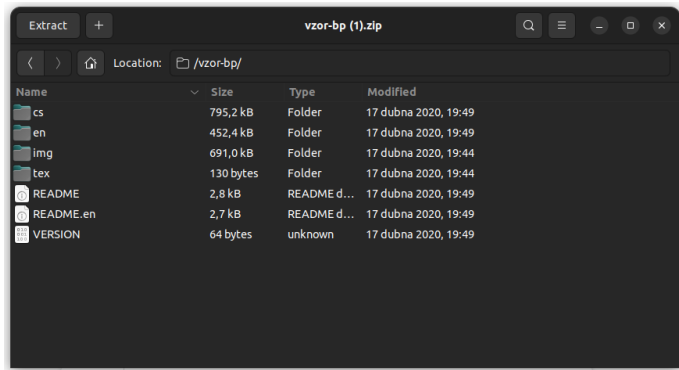 Extract + vzor-bp (1).zip
Location: /vzor-bp/
Name Size Type Modified
cs 795,2 kB Folder 17 dubna 2020, 19:49
en 452,4 kB Folder 17 dubna 2020, 19:49
img 691,0 kB Folder 17 dubna 2020, 19:44
tex 130 bytes Folder 17 dubna 2020, 19:44
README 2,8 kB README d... 17 dubna 2020, 19:49
README.en 2,7 kB README d... 17 dubna 2020, 19:49
VERSION 64 bytes unknown 17 dubna 2020, 19:49